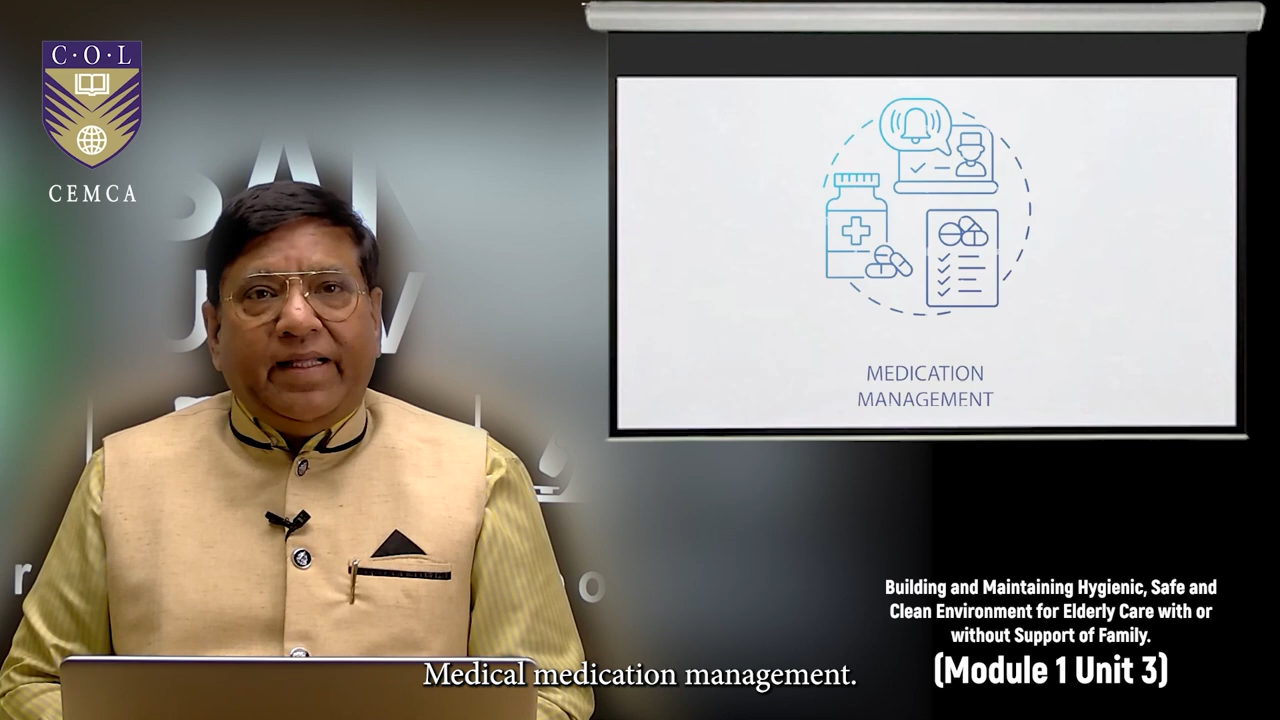 C·O·L
CEMCA
MEDICATION
MANAGEMENT
Building and Maintaining Hygienic, Safe and
Clean Environment for Elderly Care with or
without Support of Family.
(Module 1 Unit 3)
Medical medication management.